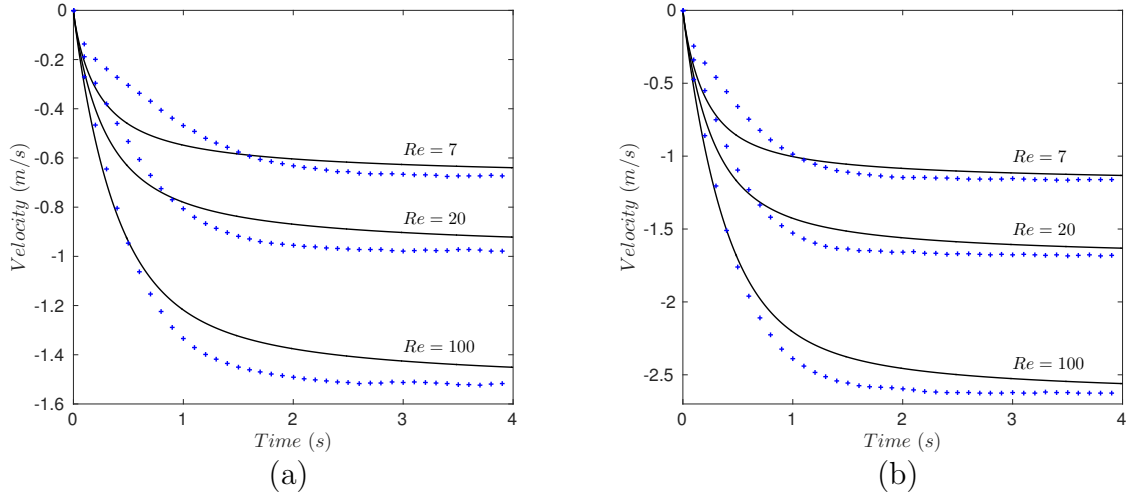 0
-0.2
-0.4
-0.6
-0.8
-1
-1.2
-1.4
-1.6
Velocity (m/s)
Re = 7
Re = 20
Re = 100
0 1 2 3 4
Time (s)
(a)
0
-0.5
-1
-1.5
-2
-2.5
Velocity (m/s)
Re = 7
Re = 20
Re = 100
0 1 2 3 4
Time (s)
(b)